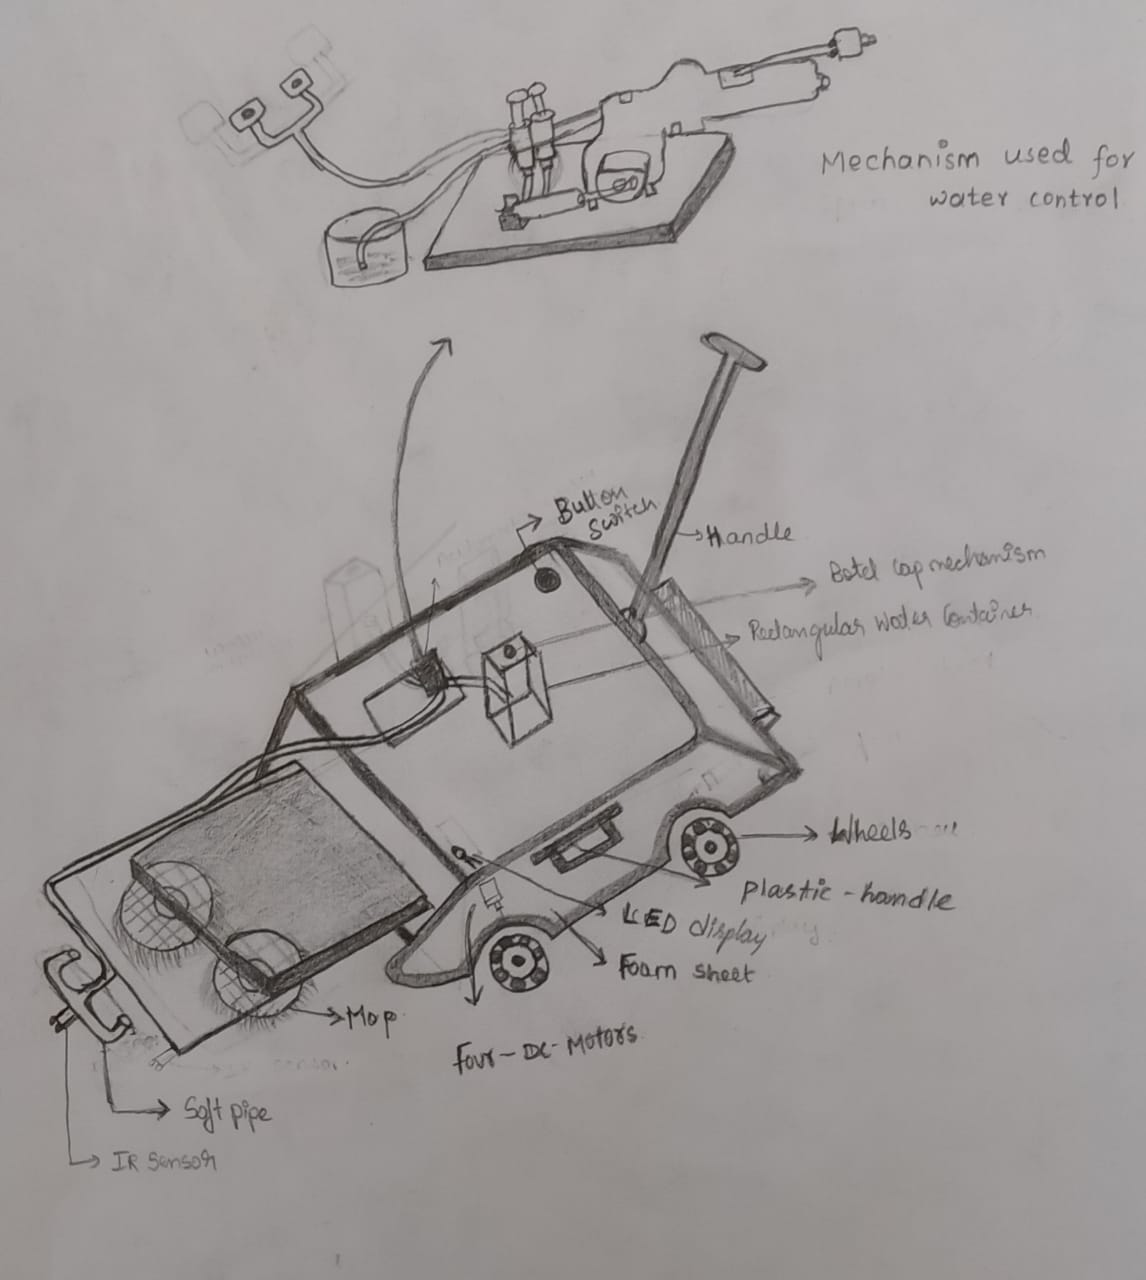 Mechanism used for
water control
Button
Switch
Handle
Botel cap mechanism
Rectangular Water Container
Wheels
Plastic-handle
LED display
Foam sheet
Mop
Four-DC-Motors
Soft pipe
IR Sensor